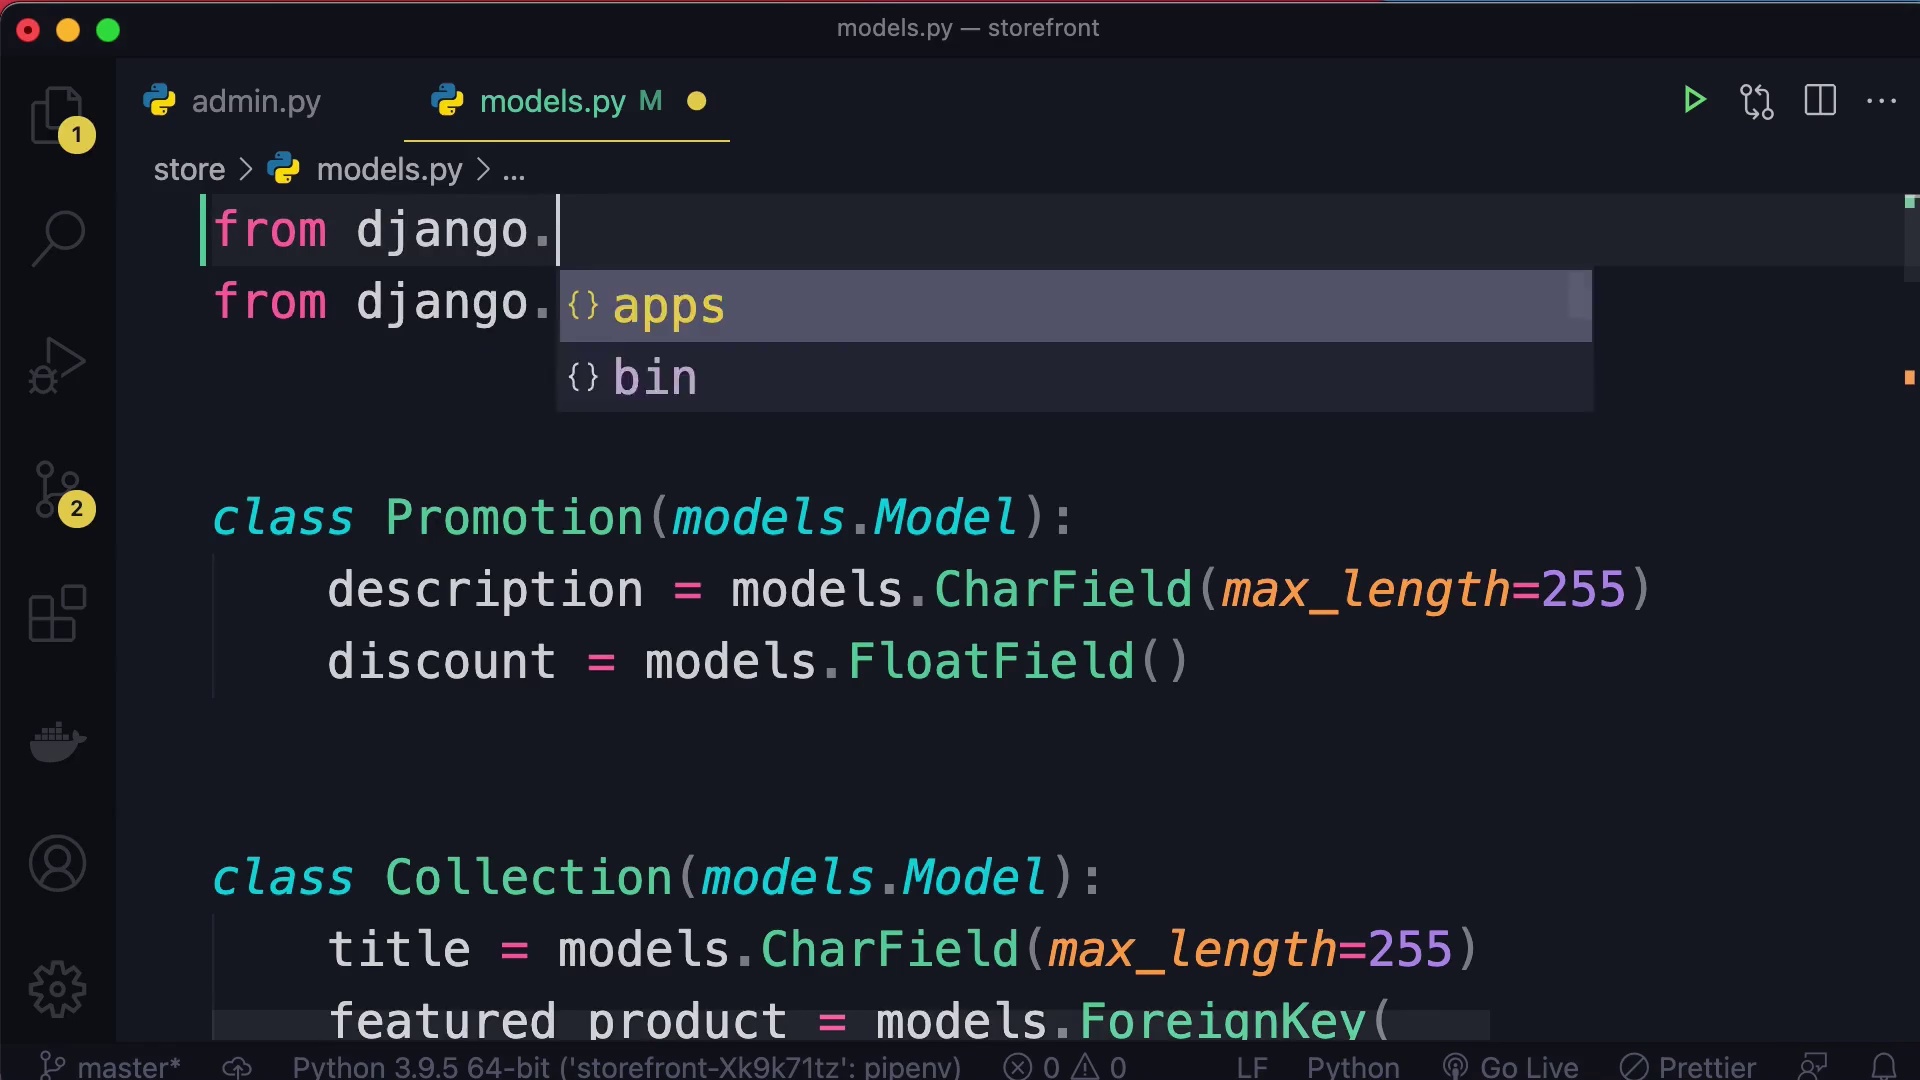 models.py — storefront
admin.py
models.py M
1
store > models.py > ...
from django.
from django.
{} apps
{} bin
class Promotion(models.Model):
description = models.CharField(max_length=255)
2
discount = models.FloatField()
class Collection(models.Model):
title = models.CharField(max_length=255)
featured_product = models.ForeignKey(
master* Python 3.9.5 64-bit ('storefront-Xk9k71tz': pipenv) 0 0 LF Python Go Live Prettier